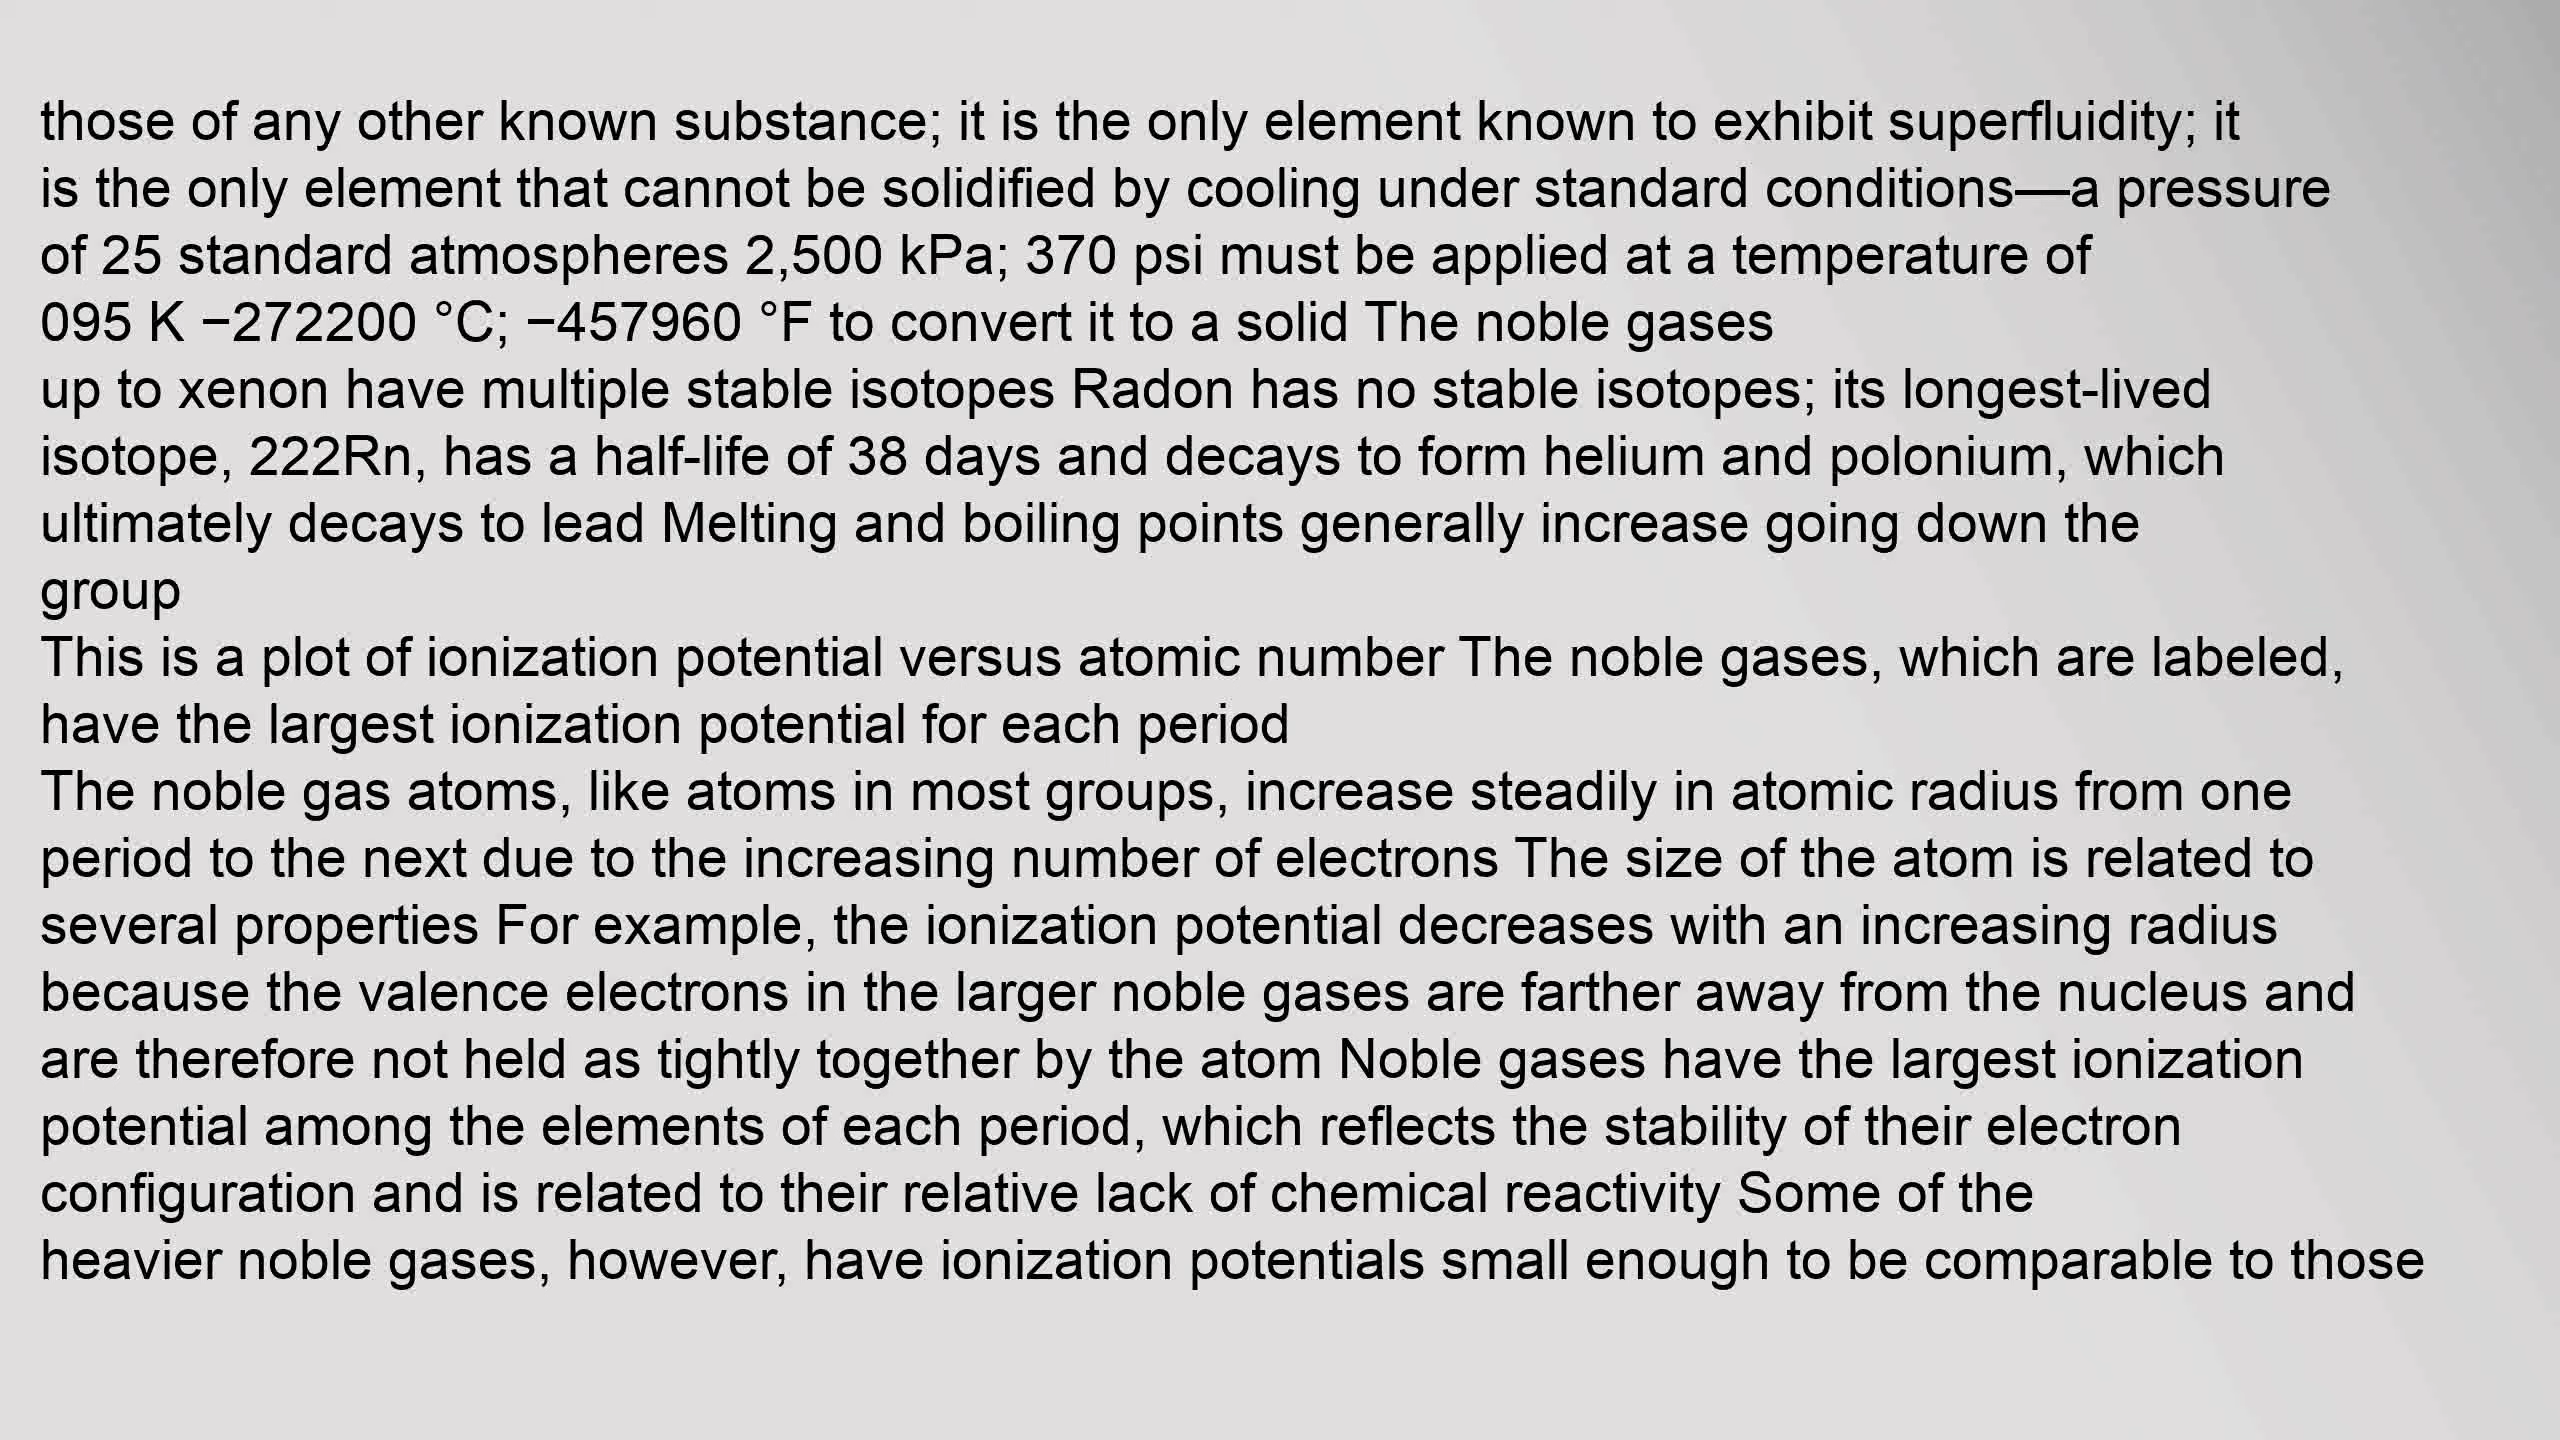 those of any other known substance; it is the only element known to exhibit superfluidity; it
is the only element that cannot be solidified by cooling under standard conditions—a pressure
of 25 standard atmospheres 2,500 kPa; 370 psi must be applied at a temperature of
095 K −272200 °C; −457960 °F to convert it to a solid The noble gases
up to xenon have multiple stable isotopes Radon has no stable isotopes; its longest-lived
isotope, 222Rn, has a half-life of 38 days and decays to form helium and polonium, which
ultimately decays to lead Melting and boiling points generally increase going down the
group
This is a plot of ionization potential versus atomic number The noble gases, which are labeled,
have the largest ionization potential for each period
The noble gas atoms, like atoms in most groups, increase steadily in atomic radius from one
period to the next due to the increasing number of electrons The size of the atom is related to
several properties For example, the ionization potential decreases with an increasing radius
because the valence electrons in the larger noble gases are farther away from the nucleus and
are therefore not held as tightly together by the atom Noble gases have the largest ionization
potential among the elements of each period, which reflects the stability of their electron
configuration and is related to their relative lack of chemical reactivity Some of the
heavier noble gases, however, have ionization potentials small enough to be comparable to those